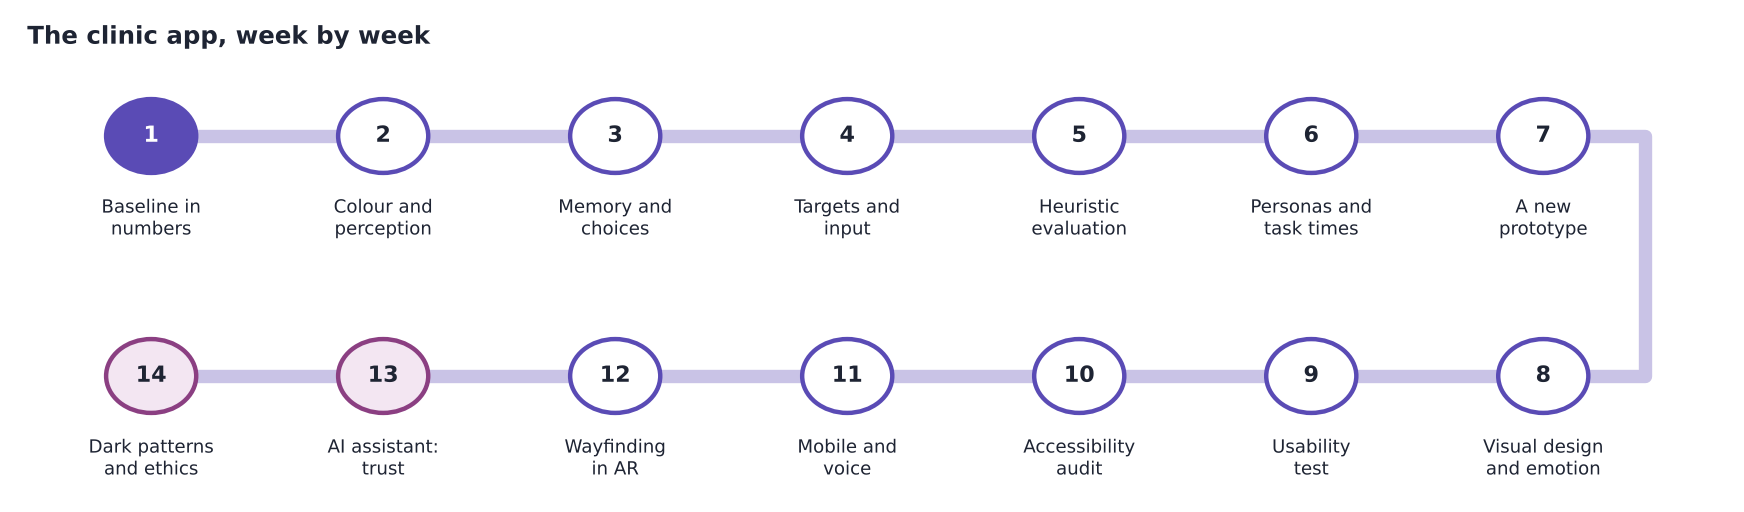 The clinic app, week by week
1
2
3
4
5
6
7
Baseline in
numbers
Colour and
perception
Memory and
choices
Targets and
input
Heuristic
evaluation
Personas and
task times
A new
prototype
14
13
12
11
10
9
8
Dark patterns
and ethics
AI assistant:
trust
Wayfinding
in AR
Mobile and
voice
Accessibility
audit
Usability
test
Visual design
and emotion